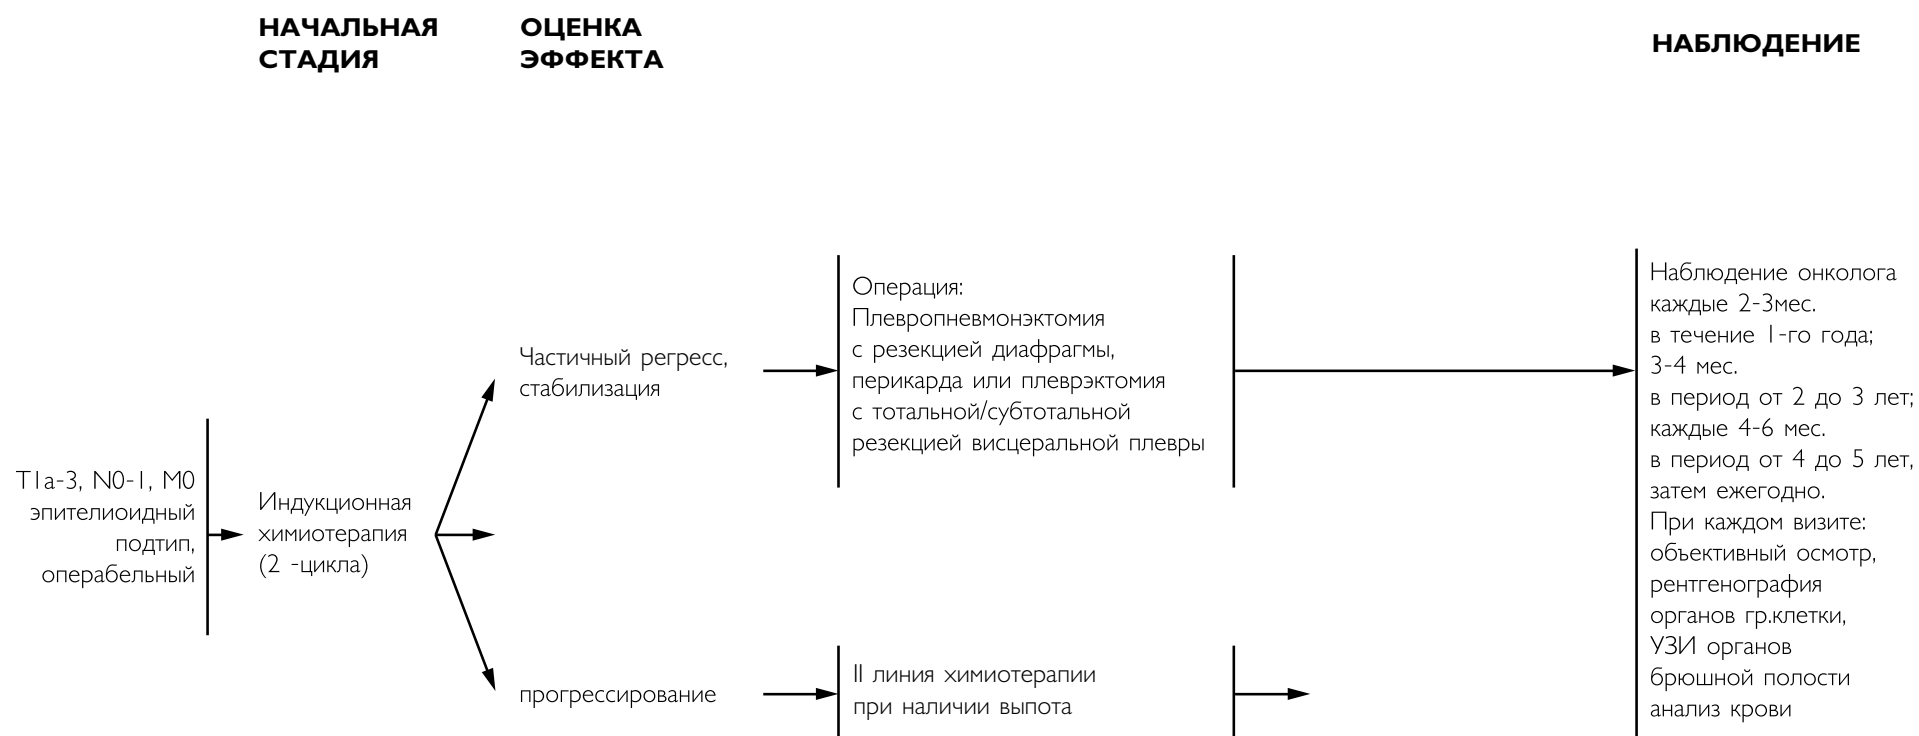 НАЧАЛЬНАЯ
СТАДИЯ
ОЦЕНКА
ЭФФЕКТА
НАБЛЮДЕНИЕ
T1a-3, N0-1, M0
эпителиоидный
подтип,
операбельный
Индукционная
химиотерапия
(2 -цикла)
Частичный регресс,
стабилизация
Операция:
Плевропневмонэктомия
с резекцией диафрагмы,
перикарда или плеврэктомия
с тотальной/субтотальной
резекцией висцеральной плевры
прогрессирование
II линия химиотерапии
при наличии выпота
Наблюдение онколога
каждые 2-3мес.
в течение 1-го года;
3-4 мес.
в период от 2 до 3 лет;
каждые 4-6 мес.
в период от 4 до 5 лет,
затем ежегодно.
При каждом визите:
объективный осмотр,
рентгенография
органов гр.клетки,
УЗИ органов
брюшной полости
анализ крови